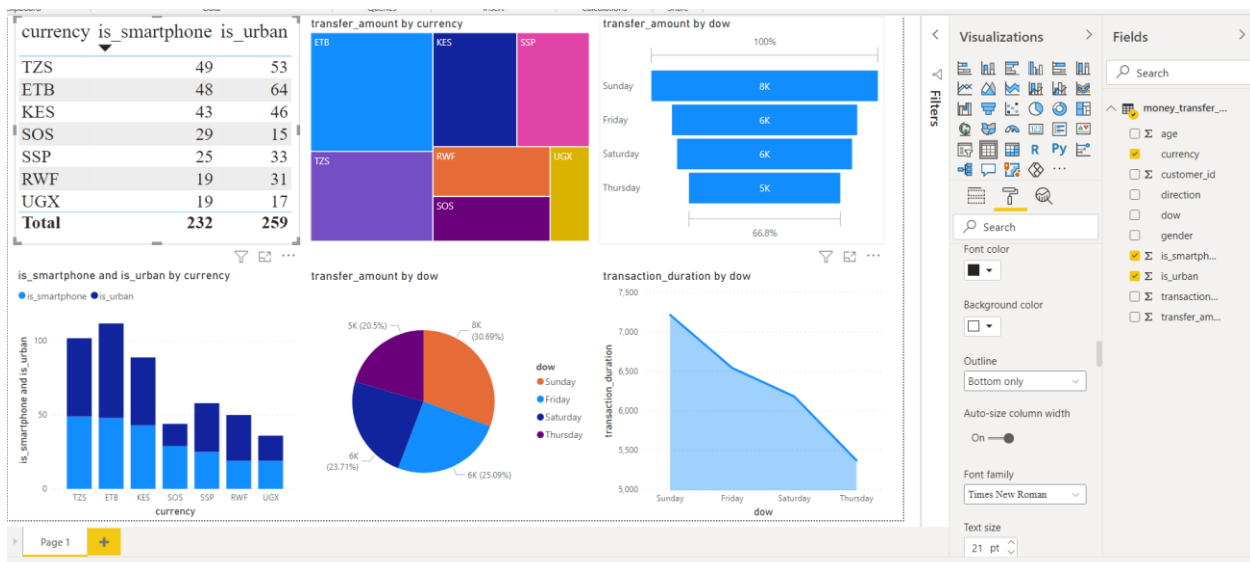 currency is_smartphone is_urban
TZS 49 53
ETB 48 64
KES 43 46
SOS 29 15
SSP 25 33
RWF 19 31
UGX 19 17
Total 232 259
transfer_amount by currency
ETB
KES
SSP
TZS
RWF
UGX
SOS
transfer_amount by dow
100%
Sunday 8K
Friday 6K
Saturday 6K
Thursday 5K
66.8%
is_smartphone and is_urban by currency
is_smartphone is_urban
is_smartphone and is_urban
100
50
0
TZS ETB KES SOS SSP RWF UGX
currency
transfer_amount by dow
5K (20.5%)
8K
(30.69%)
6K
(23.71%)
6K (25.09%)
dow
Sunday
Friday
Saturday
Thursday
transaction_duration by dow
transaction_duration
7,500
7,000
6,500
6,000
5,500
5,000
Sunday Friday Saturday Thursday
dow
Page 1
Filters
Visualizations
R Py
Search
Font color
Background color
Outline
Bottom only
Auto-size column width
On
Font family
Times New Roman
Text size
21 pt
Fields
Search
money_transfer_...
age
currency
customer_id
direction
dow
gender
is_smartph...
is_urban
transaction...
transfer_am...